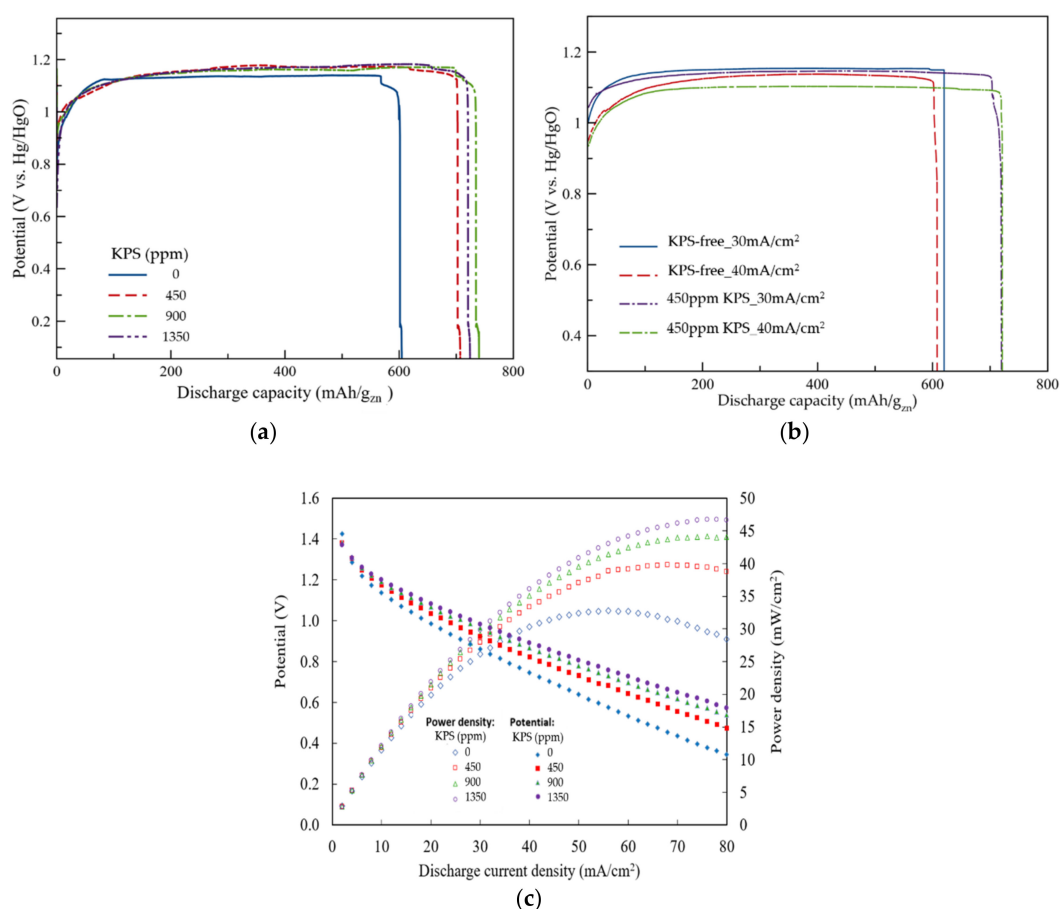 Potential (V vs. Hg/HgO)
1.2
1
0.8
0.6
0.4
0.2
KPS (ppm)
0
450
900
1350
0
200
400
600
800
Discharge capacity (mAh/gzn )
(a)
Potential (V vs. Hg/HgO)
1.2
1
0.8
0.6
0.4
KPS-free_30mA/cm²
KPS-free_40mA/cm²
450ppm KPS_30mA/cm²
450ppm KPS_40mA/cm²
0
200
400
600
800
Discharge capacity (mAh/gzn)
(b)
Potential (V)
1.6
1.4
1.2
1.0
0.8
0.6
0.4
0.2
0.0
Power density: Potential:
KPS (ppm) KPS (ppm)
0 0
450 450
900 900
1350 1350
50
45
40
35
30
25
20
15
10
5
0
Power density (mW/cm²)
0 10 20 30 40 50 60 70 80
Discharge current density (mA/cm²)
(c)